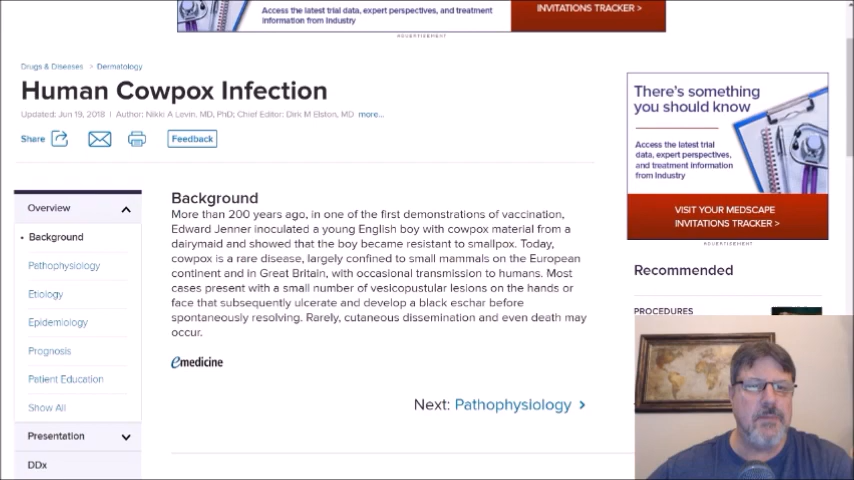 Access the latest trial data, expert perspectives, and treatment
information from Industry
INVITATIONS TRACKER >
ADVERTISEMENT
Drugs & Diseases > Dermatology
Human Cowpox Infection
Updated: Jun 19, 2018 | Author: Nikki A Levin, MD, PhD; Chief Editor: Dirk M Elston, MD more...
Share
Feedback
Overview
Background
Pathophysiology
Etiology
Epidemiology
Prognosis
Patient Education
Show All
Presentation
DDx
Background
More than 200 years ago, in one of the first demonstrations of vaccination,
Edward Jenner inoculated a young English boy with cowpox material from a
dairymaid and showed that the boy became resistant to smallpox. Today,
cowpox is a rare disease, largely confined to small mammals on the European
continent and in Great Britain, with occasional transmission to humans. Most
cases present with a small number of vesicopustular lesions on the hands or
face that subsequently ulcerate and develop a black eschar before
spontaneously resolving. Rarely, cutaneous dissemination and even death may
occur.
emedicine
Next: Pathophysiology >
There's something
you should know
Access the latest trial
data, expert perspectives,
and treatment information
from Industry
VISIT YOUR MEDSCAPE
INVITATIONS TRACKER >
ADVERTISEMENT
Recommended
PROCEDURES